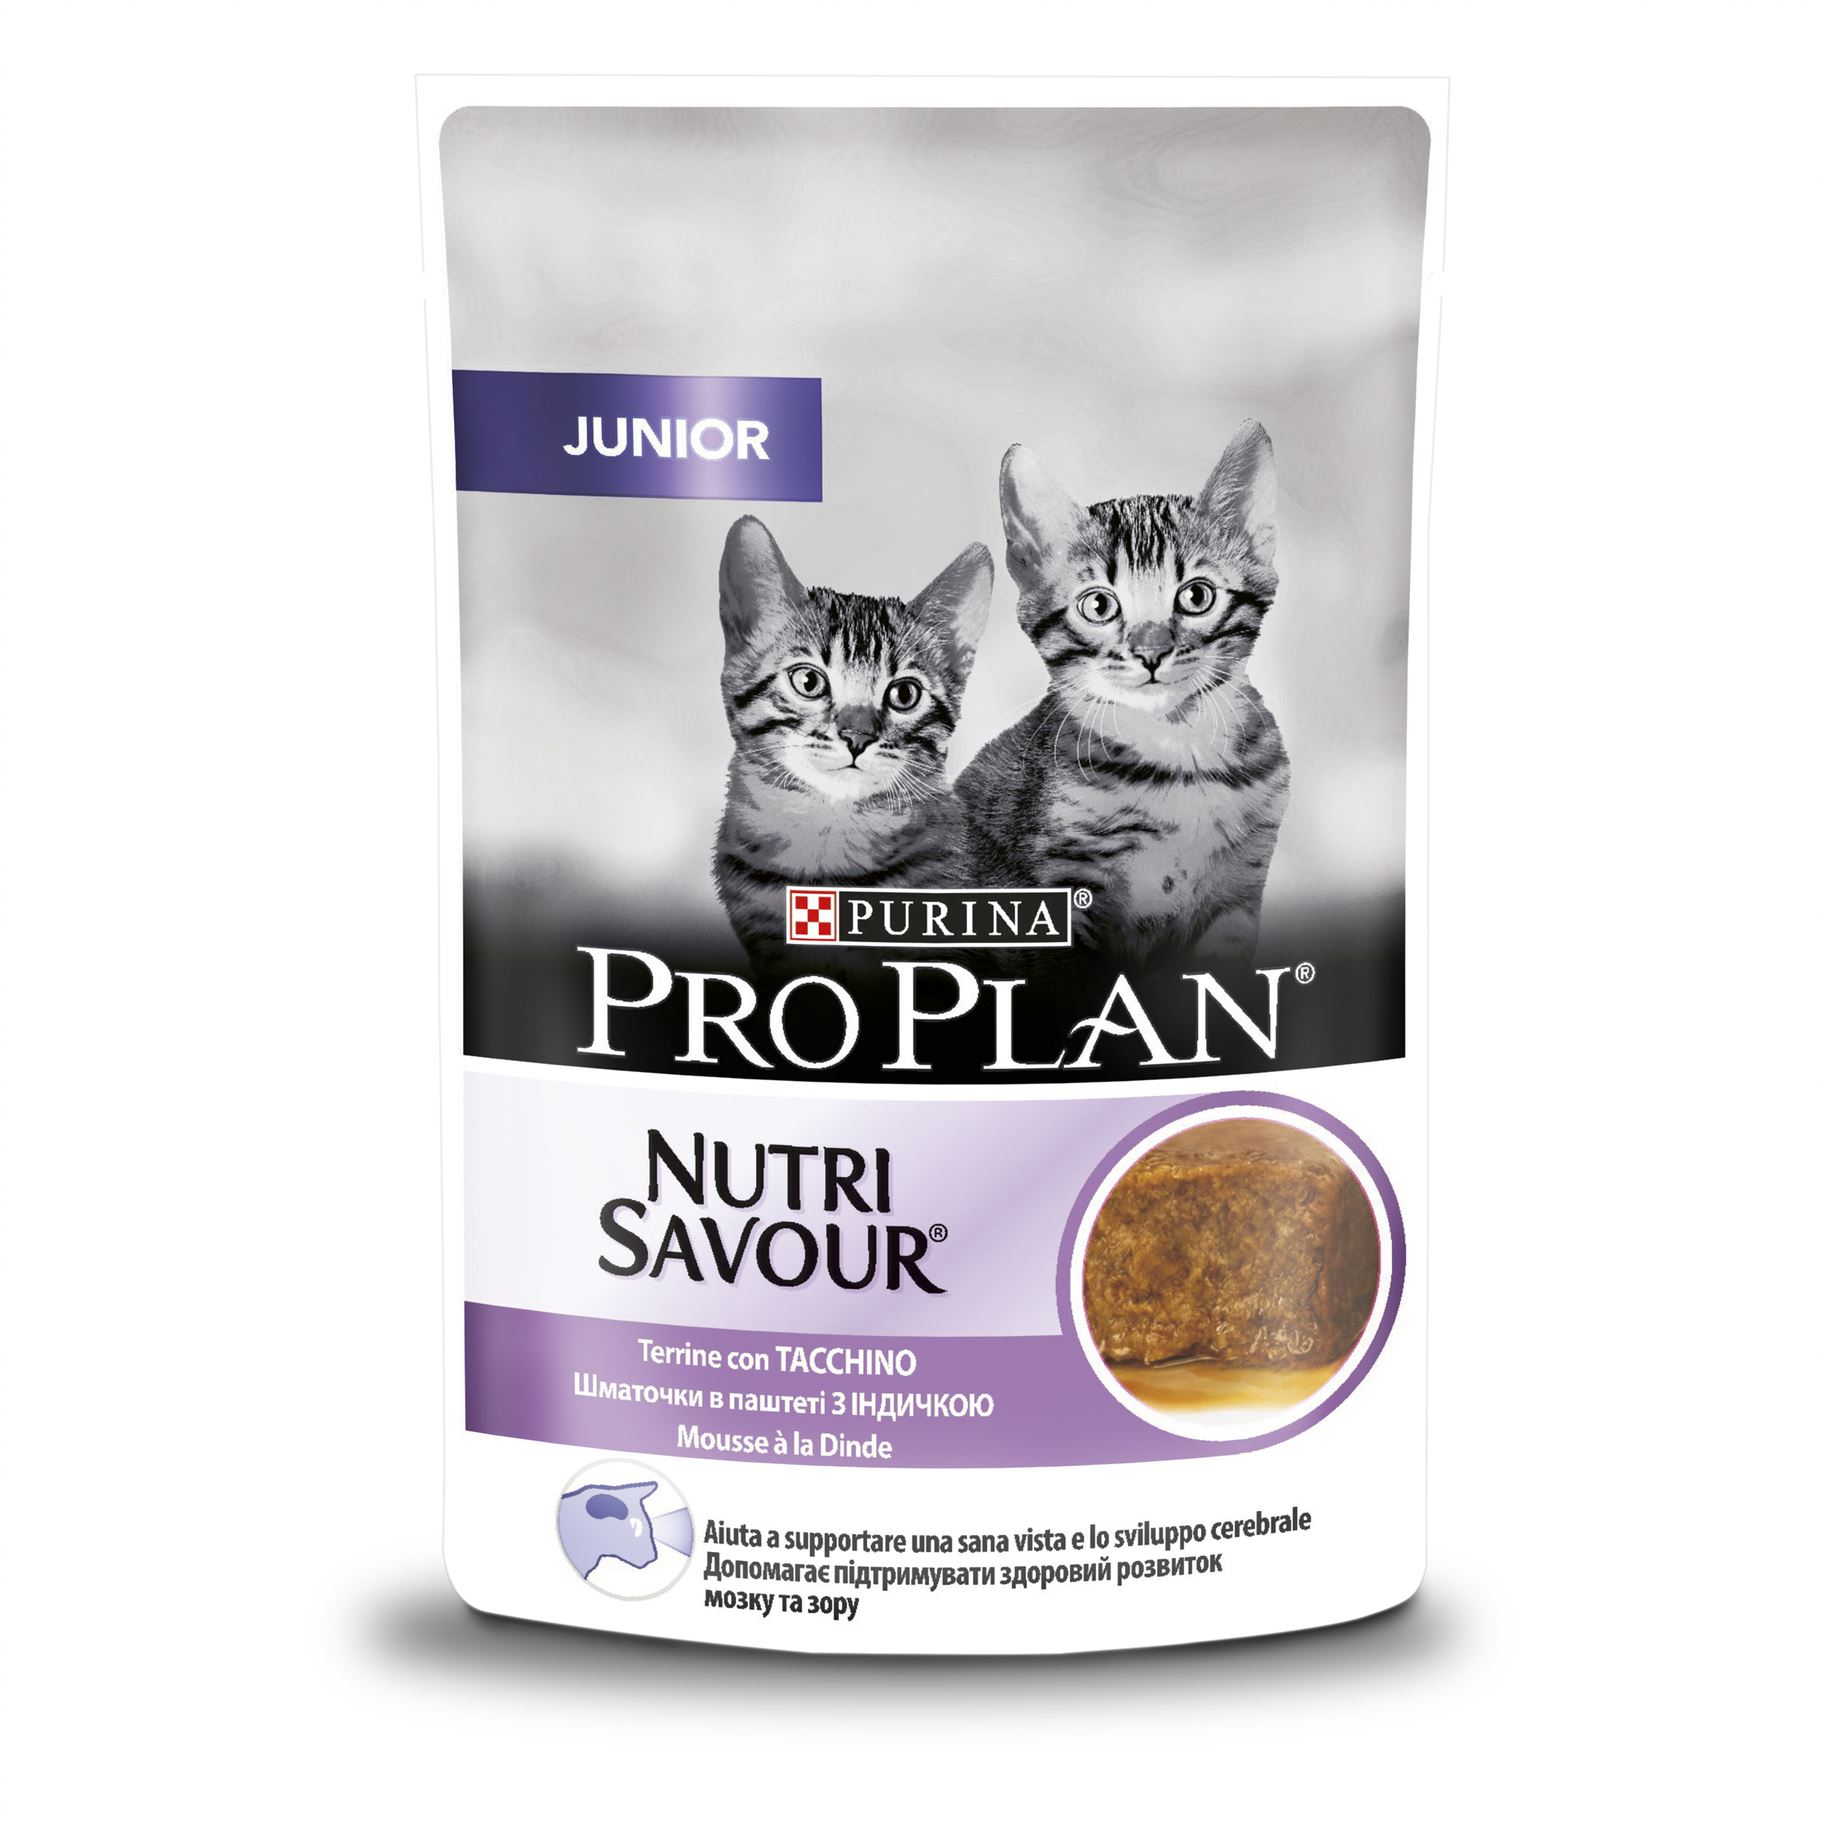 JUNIOR
PURINA®
PRO PLAN®
NUTRI
SAVOUR®
Terrine con TACCHINO
Шматочки в паштеті З ІНДИЧКОЮ
Mousse à la Dinde
Aiuta a supportare una sana vista e lo sviluppo cerebrale
Допомагає підтримувати здоровий розвиток
мозку та зору